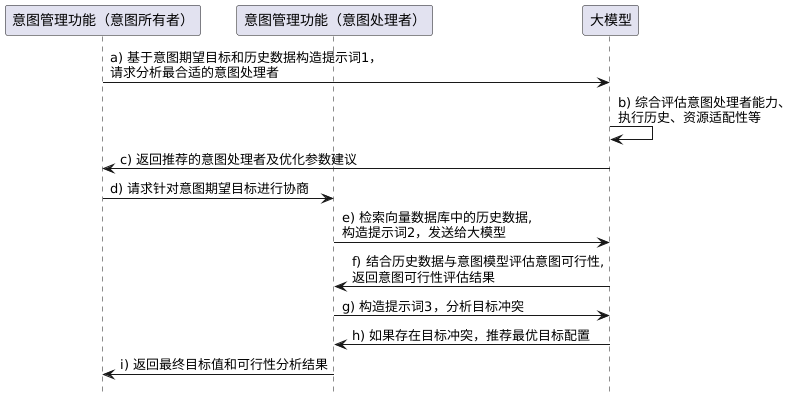 意图管理功能（意图所有者）
意图管理功能（意图处理者）
大模型
a) 基于意图期望目标和历史数据构造提示词1，
请求分析最合适的意图处理者
b) 综合评估意图处理者能力、
执行历史、资源适配性等
c) 返回推荐的意图处理者及优化参数建议
d) 请求针对意图期望目标进行协商
e) 检索向量数据库中的历史数据,
构造提示词2，发送给大模型
f) 结合历史数据与意图模型评估意图可行性,
返回意图可行性评估结果
g) 构造提示词3，分析目标冲突
h) 如果存在目标冲突，推荐最优目标配置
i) 返回最终目标值和可行性分析结果